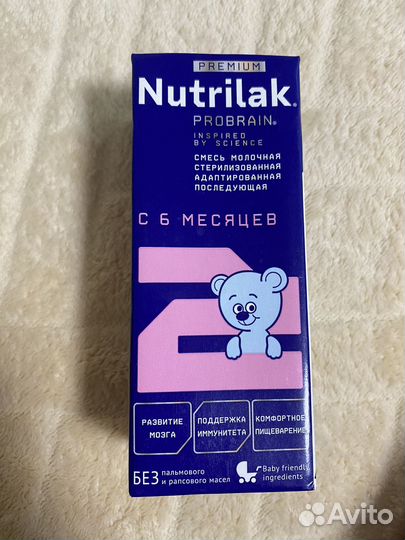 PREMIUM
Nutrilak®
PROBRAIN®
INSPIRED
BY SCIENCE
СМЕСЬ МОЛОЧНАЯ
СТЕРИЛИЗОВАННАЯ
АДАПТИРОВАННАЯ
ПОСЛЕДУЮЩАЯ
С 6 МЕСЯЦЕВ
2
РАЗВИТИЕ
МОЗГА
ПОДДЕРЖКА
ИММУНИТЕТА
КОМФОРТНОЕ
ПИЩЕВАРЕНИЕ
БЕЗ пальмового
и рапсового масел
Baby friendly
ingredients
Avito